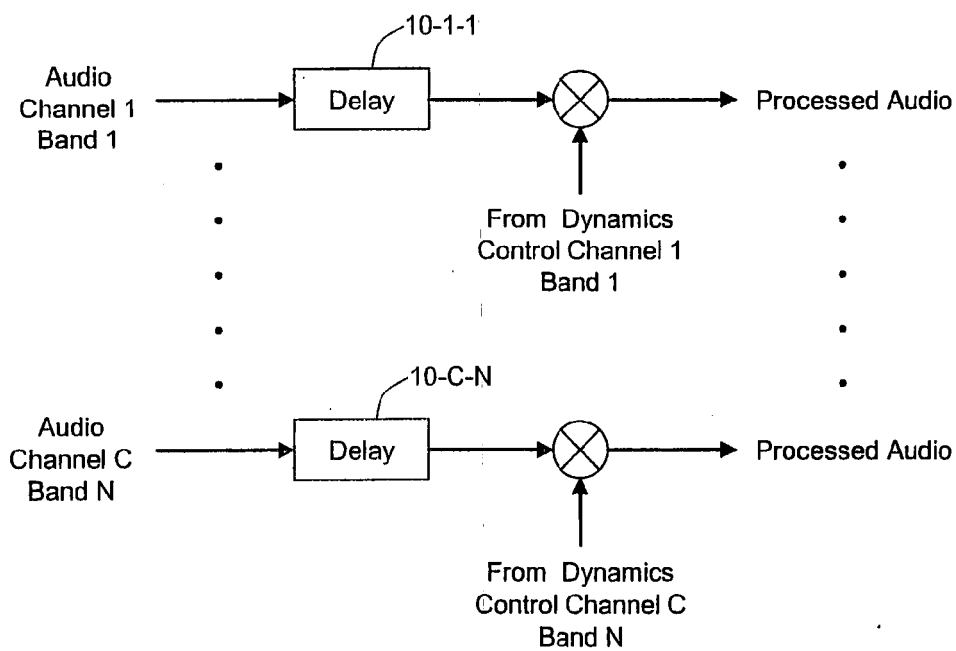 10-1-1
Audio
Channel 1
Band 1
Delay
Processed Audio
From Dynamics
Control Channel 1
Band 1
10-C-N
Audio
Channel C
Band N
Delay
Processed Audio
From Dynamics
Control Channel C
Band N